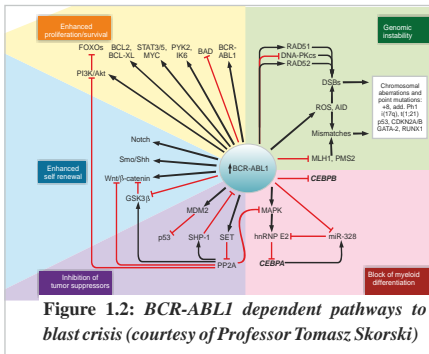 Enhanced
proliferation/survival
FOXOs
BCL2,
BCL-XL
STAT3/5,
MYC
PYK2,
IK6
BAD
BCR-
ABL1
PI3K/Akt
Genomic
instability
RAD51
DNA-PKcs
RAD52
DSBs
ROS, AID
Mismatches
MLH1, PMS2
Chromosomal
aberrations and
point mutations:
+8, add. Ph1
i(17q), t(1;21)
p53, CDKN2A/B
GATA-2, RUNX1
Enhanced
self renewal
Notch
Smo/Shh
Wnt/β-catenin
GSK3β
BCR-ABL1
CEBPB
MDM2
p53
SHP-1
SET
PP2A
MAPK
hnRNP E2
miR-328
CEBPA
Inhibition of
tumor suppressors
Block of myeloid
differentiation
Figure 1.2: BCR-ABL1 dependent pathways to
blast crisis (courtesy of Professor Tomasz Skorski)